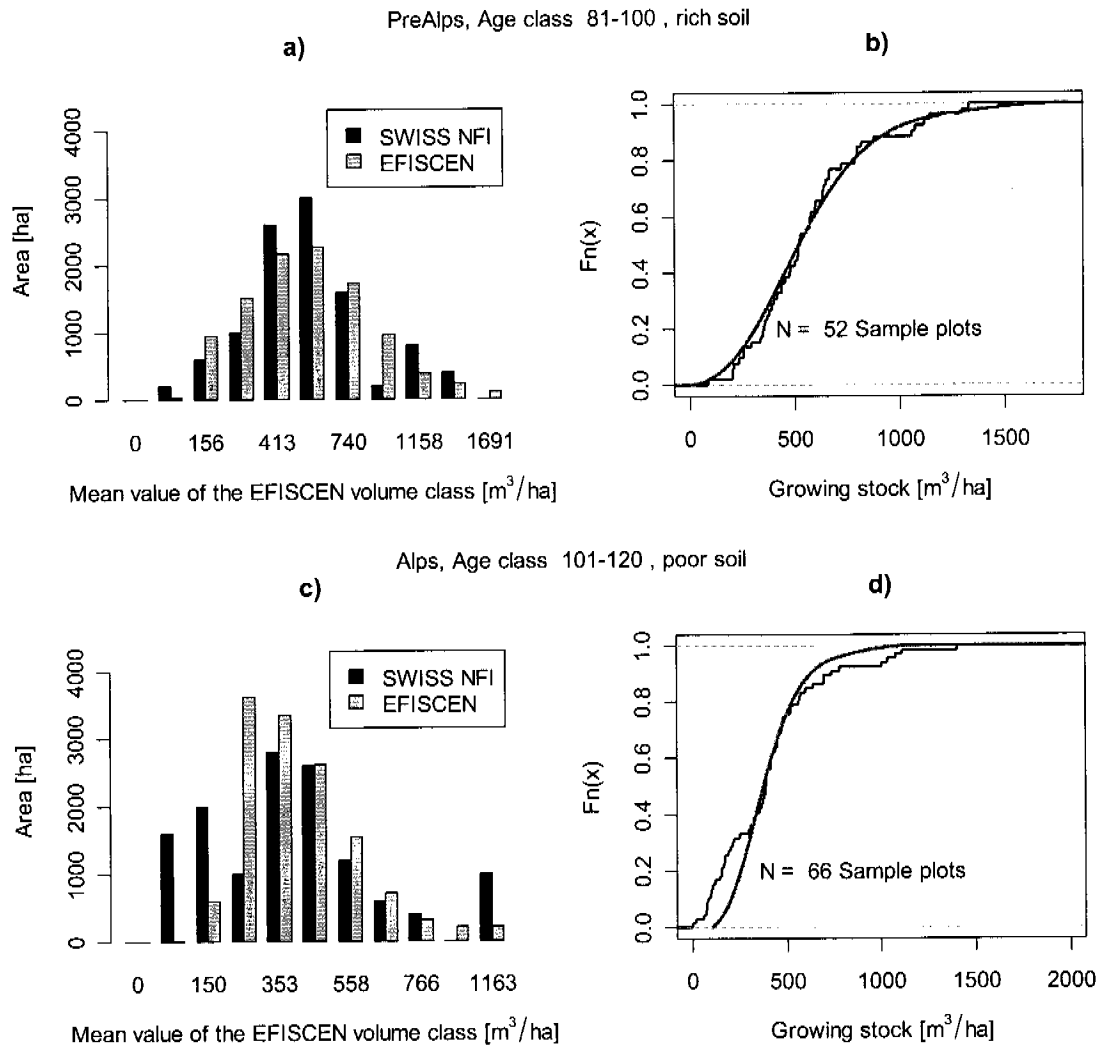 PreAlps, Age class 81-100 , rich soil
a)
b)
SWISS NFI
EFISCEN
Area [ha]
0 1000 2000 3000 4000
0 156 413 740 1158 1691
Mean value of the EFISCEN volume class [m³/ha]
Fn(x)
0.0 0.2 0.4 0.6 0.8 1.0
N = 52 Sample plots
0 500 1000 1500
Growing stock [m³/ha]
Alps, Age class 101-120 , poor soil
c)
d)
SWISS NFI
EFISCEN
Area [ha]
0 1000 2000 3000 4000
0 150 353 558 766 1163
Mean value of the EFISCEN volume class [m³/ha]
Fn(x)
0.0 0.2 0.4 0.6 0.8 1.0
N = 66 Sample plots
0 500 1000 1500 2000
Growing stock [m³/ha]